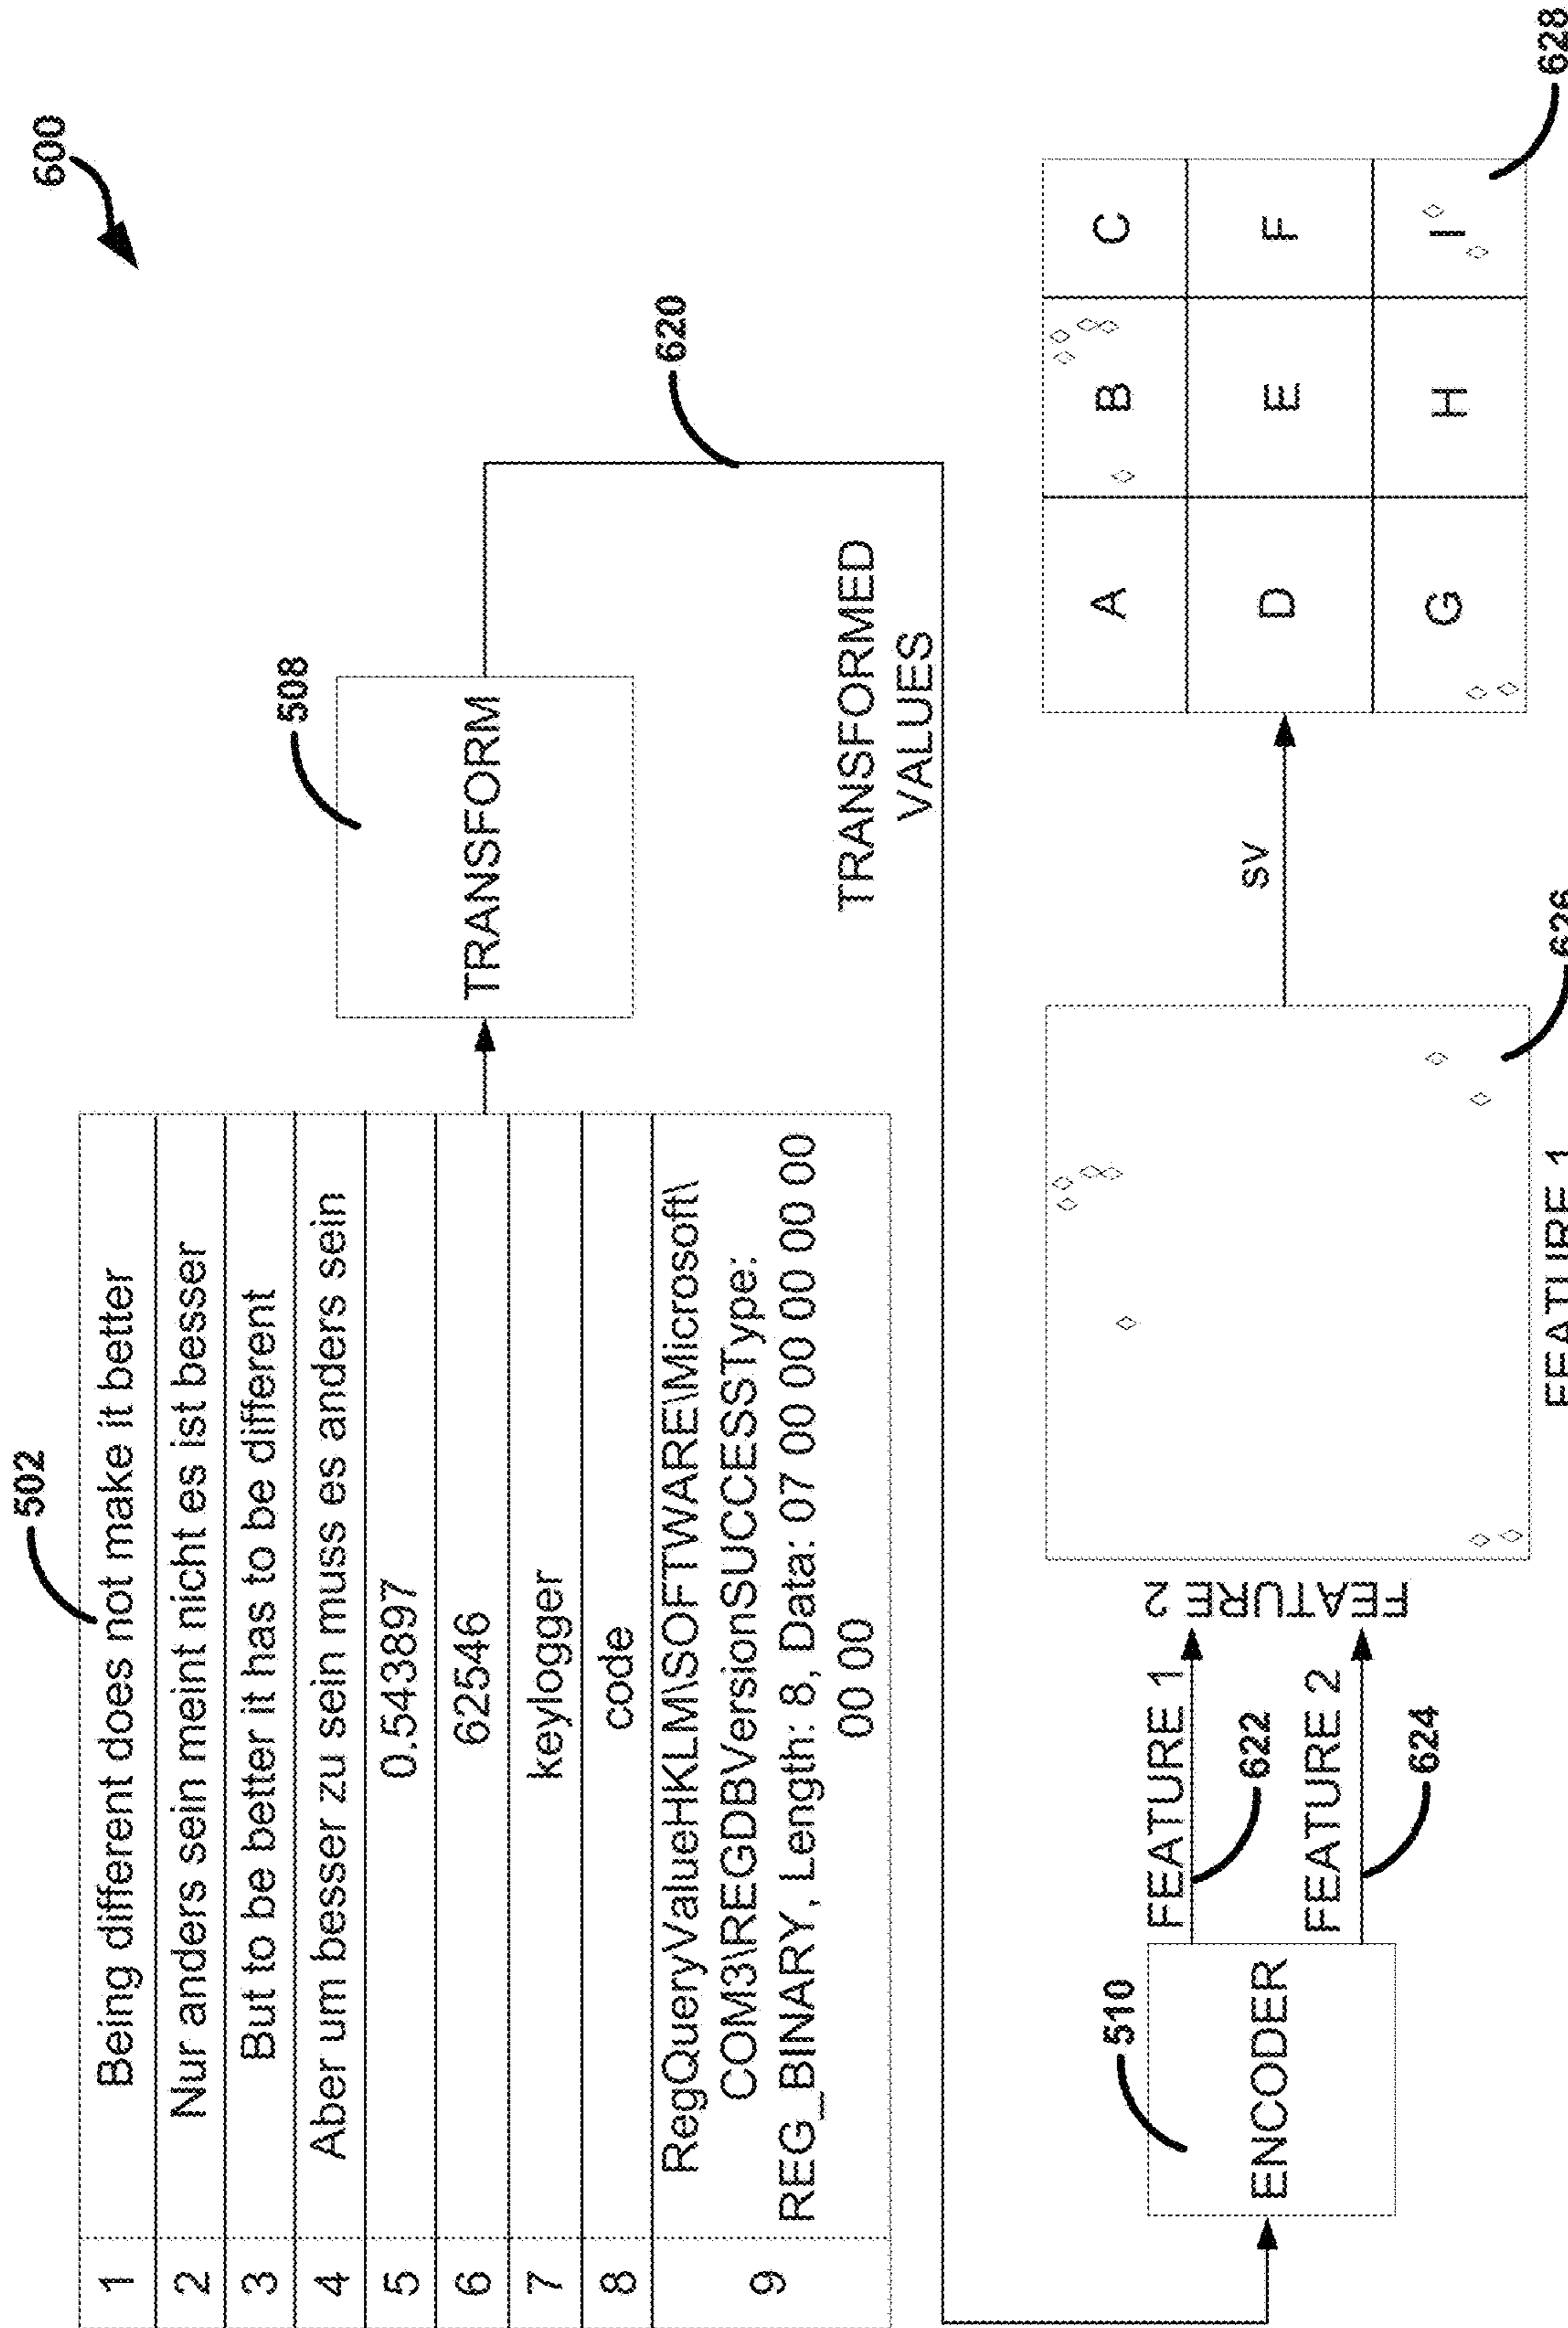 600
502
1 Being different does not make it better
2 Nur anders sein meint nicht es ist besser
3 But to be better it has to be different
4 Aber um besser zu sein muss es anders sein
5 0.543897
6 62546
7 keylogger
8 code
9 RegQueryValueHKLM\SOFTWARE\Microsoft\
COM3\REGDBVersionSUCCESSType:
REG_BINARY, Length: 8, Data: 07 00 00 00 00 00 00
00 00
508
TRANSFORM
620
TRANSFORMED
VALUES
510
ENCODER
FEATURE 1
622
FEATURE 2
624
FEATURE 2
FEATURE 1
626
SV
A B C
D E F
G H I
628